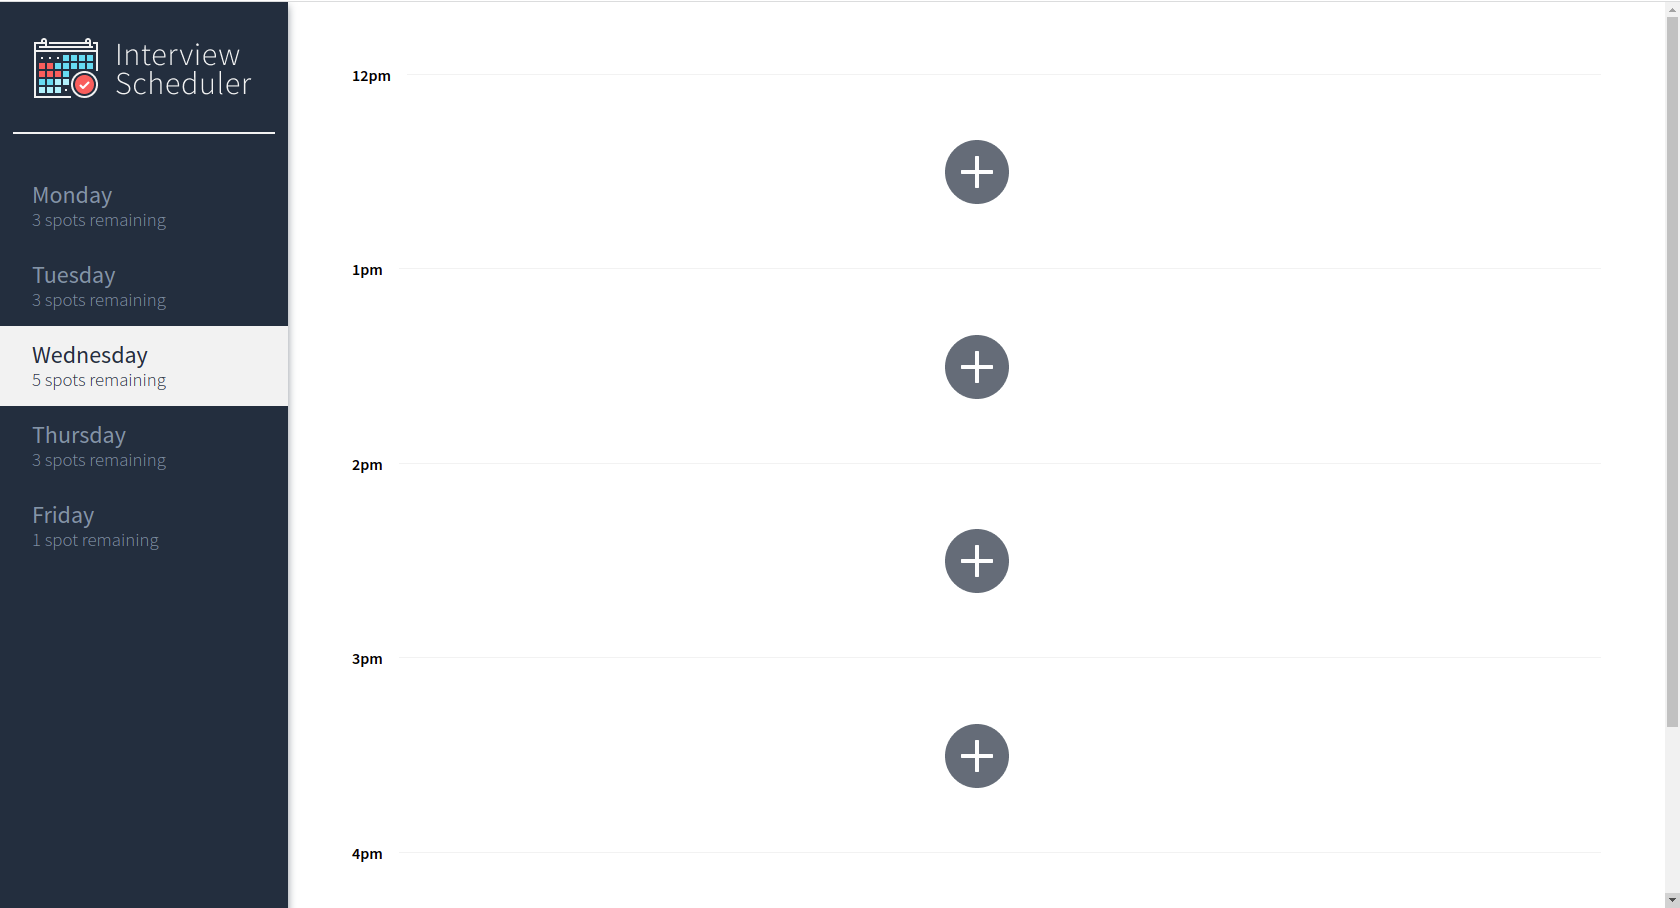 Interview
Scheduler
Monday
3 spots remaining
Tuesday
3 spots remaining
Wednesday
5 spots remaining
Thursday
3 spots remaining
Friday
1 spot remaining
12pm
1pm
2pm
3pm
4pm